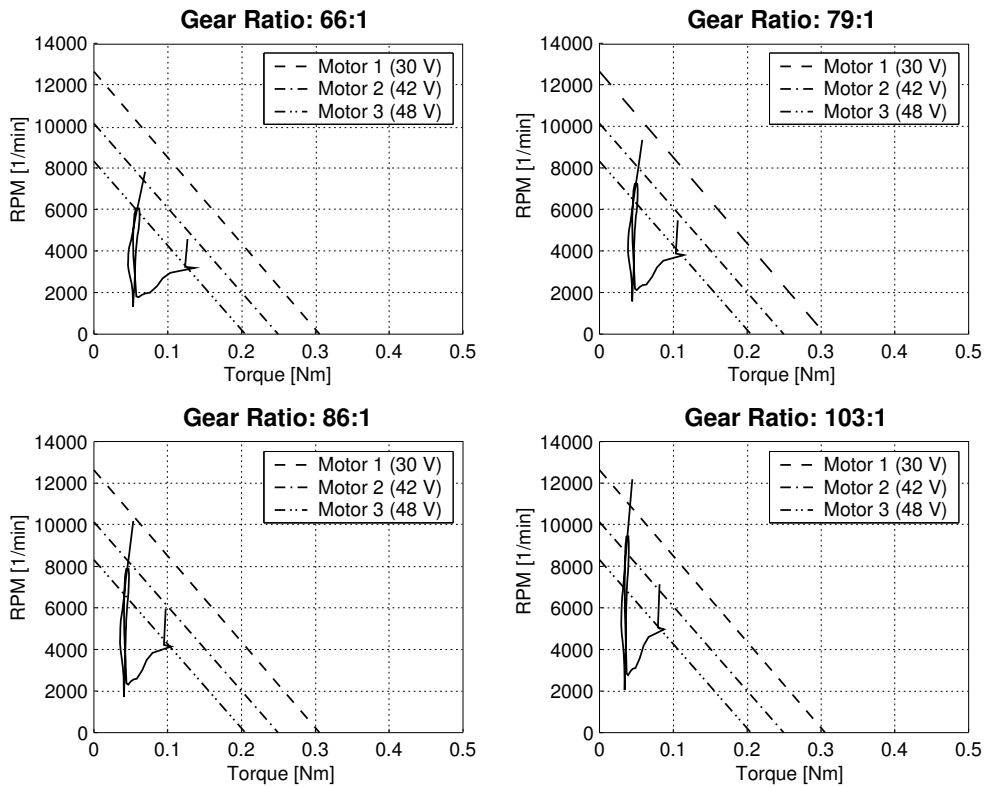 Gear Ratio: 66:1
14000
12000
10000
8000
6000
4000
2000
0
RPM [1/min]
Motor 1 (30 V)
Motor 2 (42 V)
Motor 3 (48 V)
0 0.1 0.2 0.3 0.4 0.5
Torque [Nm]
Gear Ratio: 79:1
14000
12000
10000
8000
6000
4000
2000
0
RPM [1/min]
Motor 1 (30 V)
Motor 2 (42 V)
Motor 3 (48 V)
0 0.1 0.2 0.3 0.4 0.5
Torque [Nm]
Gear Ratio: 86:1
14000
12000
10000
8000
6000
4000
2000
0
RPM [1/min]
Motor 1 (30 V)
Motor 2 (42 V)
Motor 3 (48 V)
0 0.1 0.2 0.3 0.4 0.5
Torque [Nm]
Gear Ratio: 103:1
14000
12000
10000
8000
6000
4000
2000
0
RPM [1/min]
Motor 1 (30 V)
Motor 2 (42 V)
Motor 3 (48 V)
0 0.1 0.2 0.3 0.4 0.5
Torque [Nm]